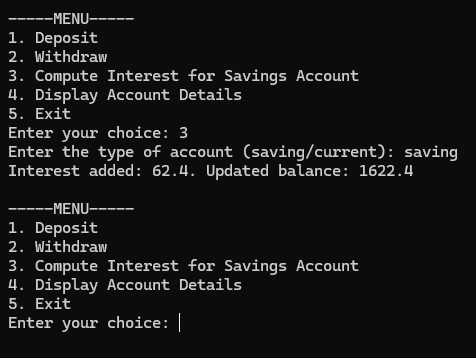 -----MENU-----
1. Deposit
2. Withdraw
3. Compute Interest for Savings Account
4. Display Account Details
5. Exit
Enter your choice: 3
Enter the type of account (saving/current): saving
Interest added: 62.4. Updated balance: 1622.4

-----MENU-----
1. Deposit
2. Withdraw
3. Compute Interest for Savings Account
4. Display Account Details
5. Exit
Enter your choice: